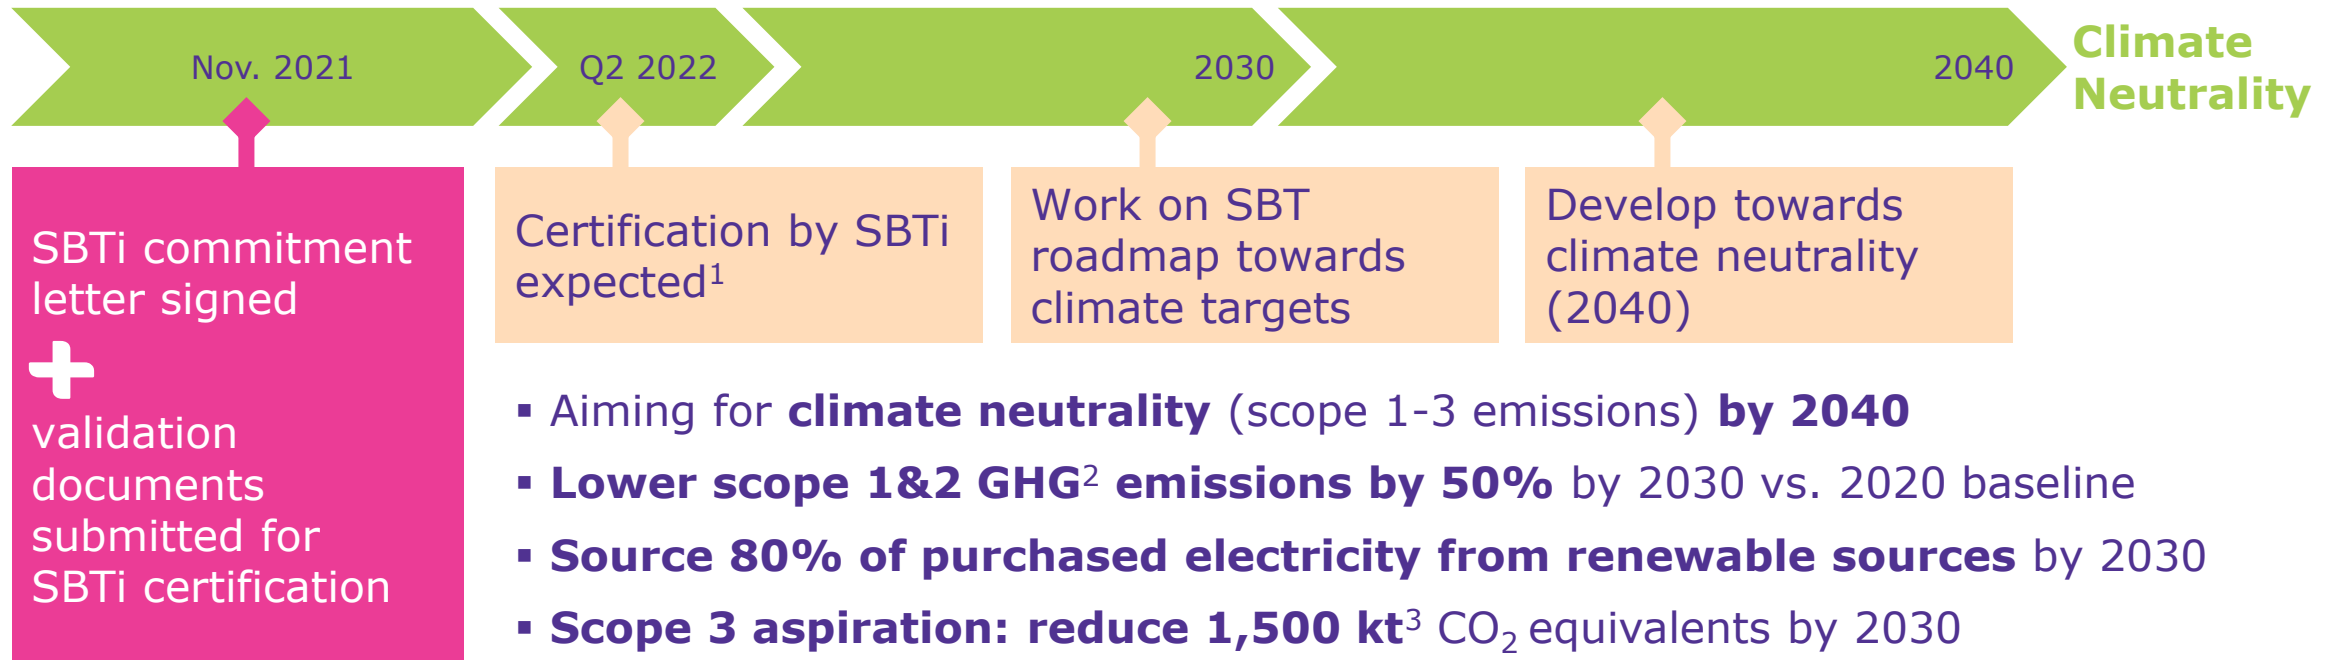 Nov. 2021
Q2 2022
2030
2040
Climate
Neutrality
SBTi commitment
letter signed
validation
documents
submitted for
SBTi certification
Certification by SBTi
expected¹
Work on SBT
roadmap towards
climate targets
Develop towards
climate neutrality
(2040)
▪ Aiming for climate neutrality (scope 1-3 emissions) by 2040
▪ Lower scope 1&2 GHG² emissions by 50% by 2030 vs. 2020 baseline
▪ Source 80% of purchased electricity from renewable sources by 2030
▪ Scope 3 aspiration: reduce 1,500 kt³ CO₂ equivalents by 2030